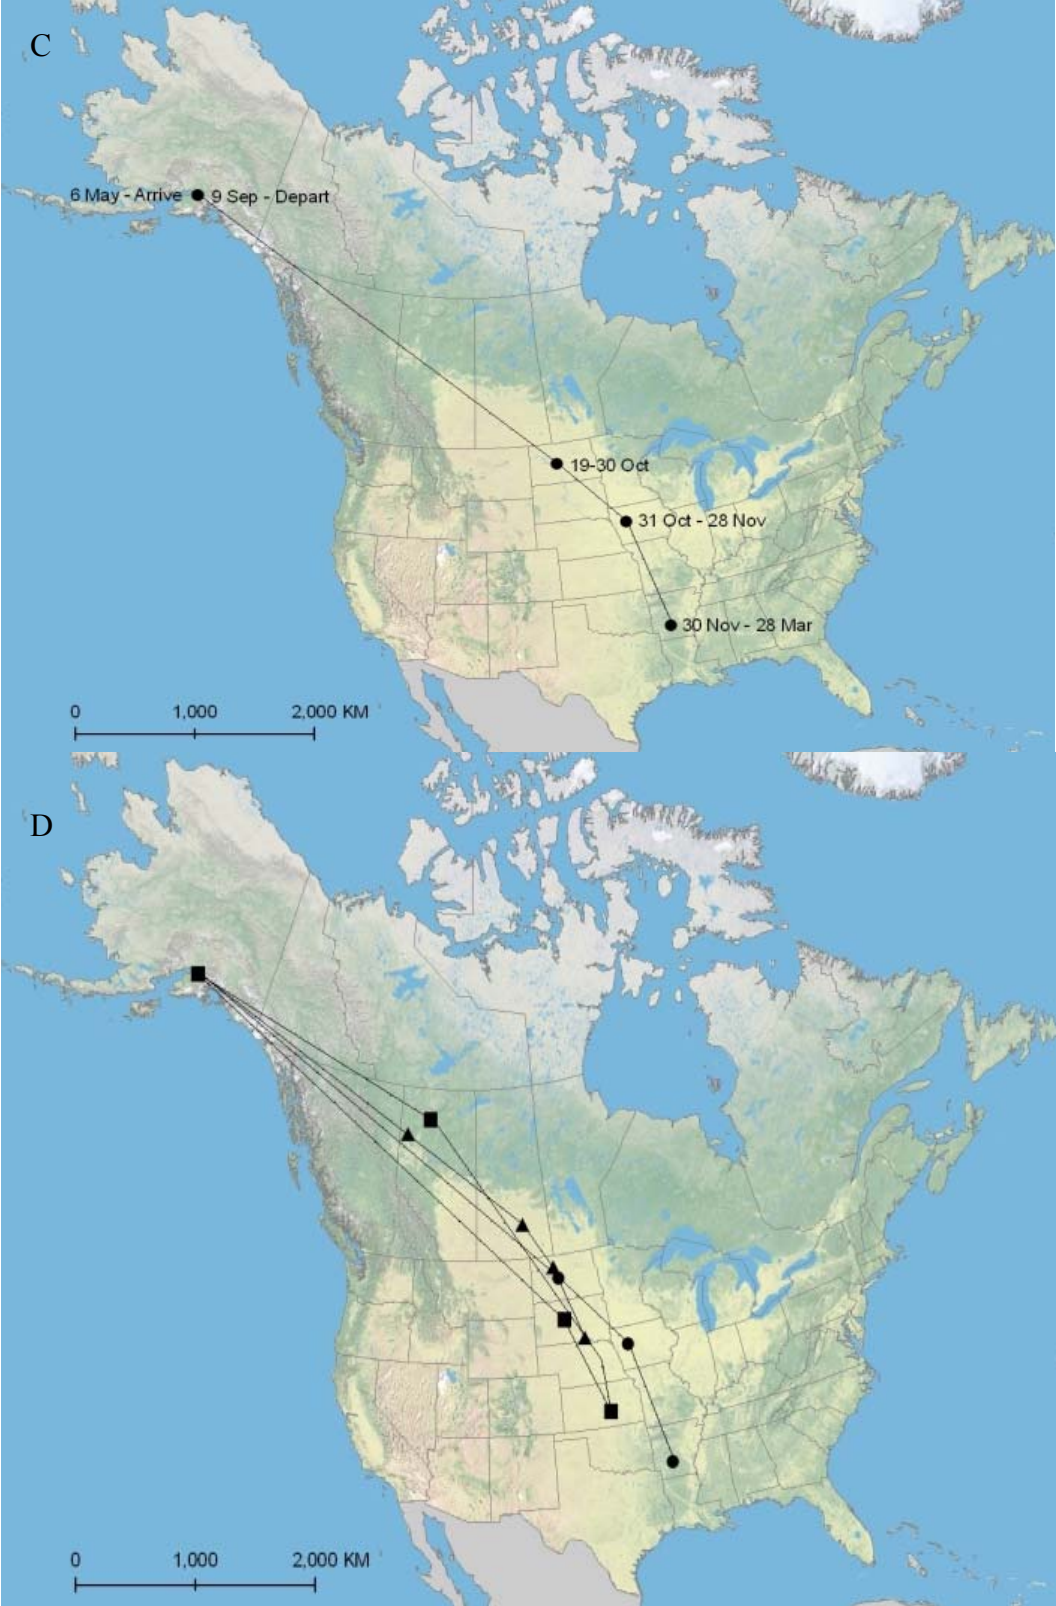 C
6 May - Arrive 9 Sep - Depart
19-30 Oct
31 Oct - 28 Nov
30 Nov - 28 Mar
0 1,000 2,000 KM
D
0 1,000 2,000 KM